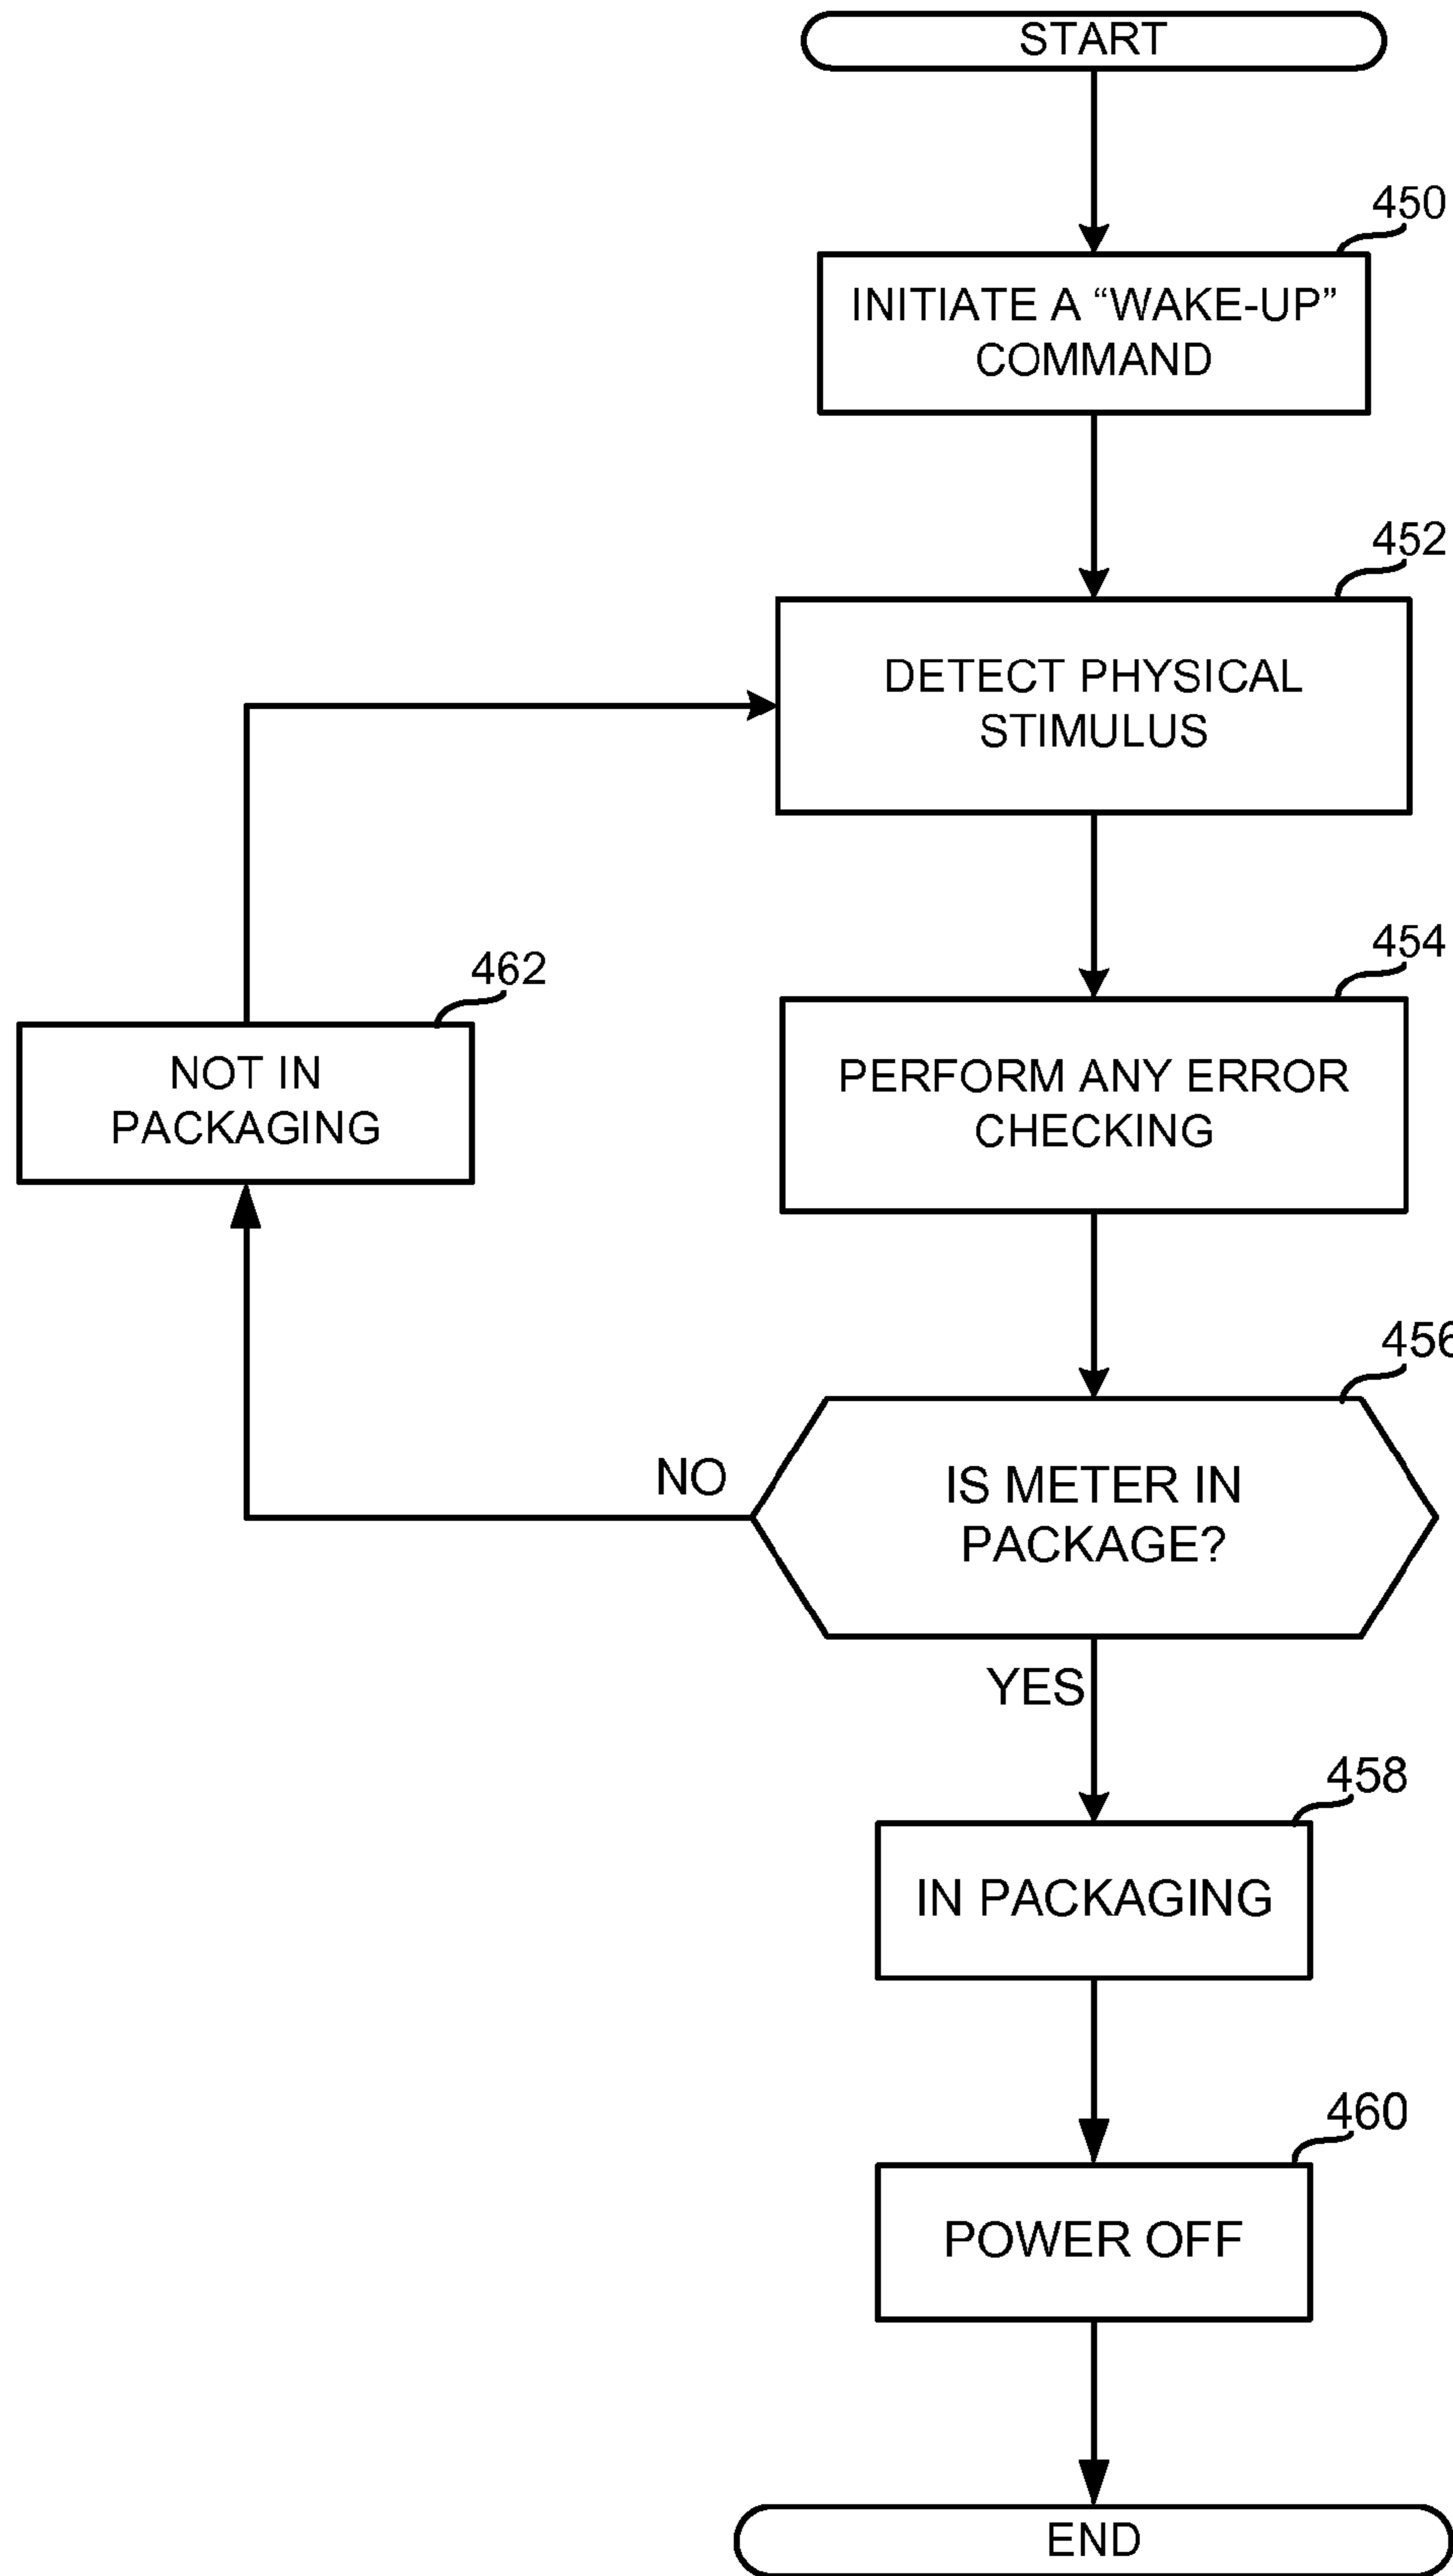 START
450
INITIATE A “WAKE-UP”
COMMAND
452
DETECT PHYSICAL
STIMULUS
454
PERFORM ANY ERROR
CHECKING
462
NOT IN
PACKAGING
456
IS METER IN
PACKAGE?
NO
YES
458
IN PACKAGING
460
POWER OFF
END